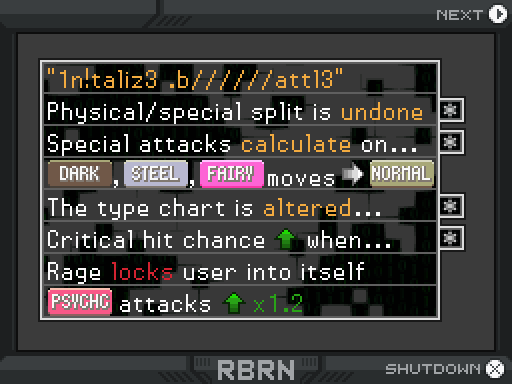 NEXT
"1n!taliz3 .b//////attl3"
Physical/special split is undone
Special attacks calculate on...
DARK, STEEL, FAIRY moves NORMAL
The type chart is altered...
Critical hit chance when...
Rage locks user into itself
PSYCHC attacks x1.2
RBRN
SHUTDOWN